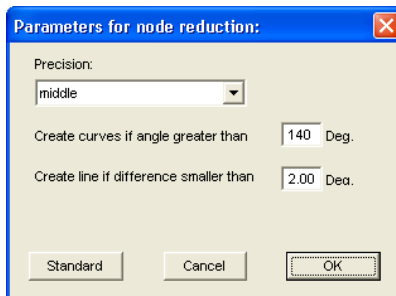 Parameters for node reduction:
Precision:
middle
Create curves if angle greater than 140 Deg.
Create line if difference smaller than 2.00 Deg.
Standard Cancel OK